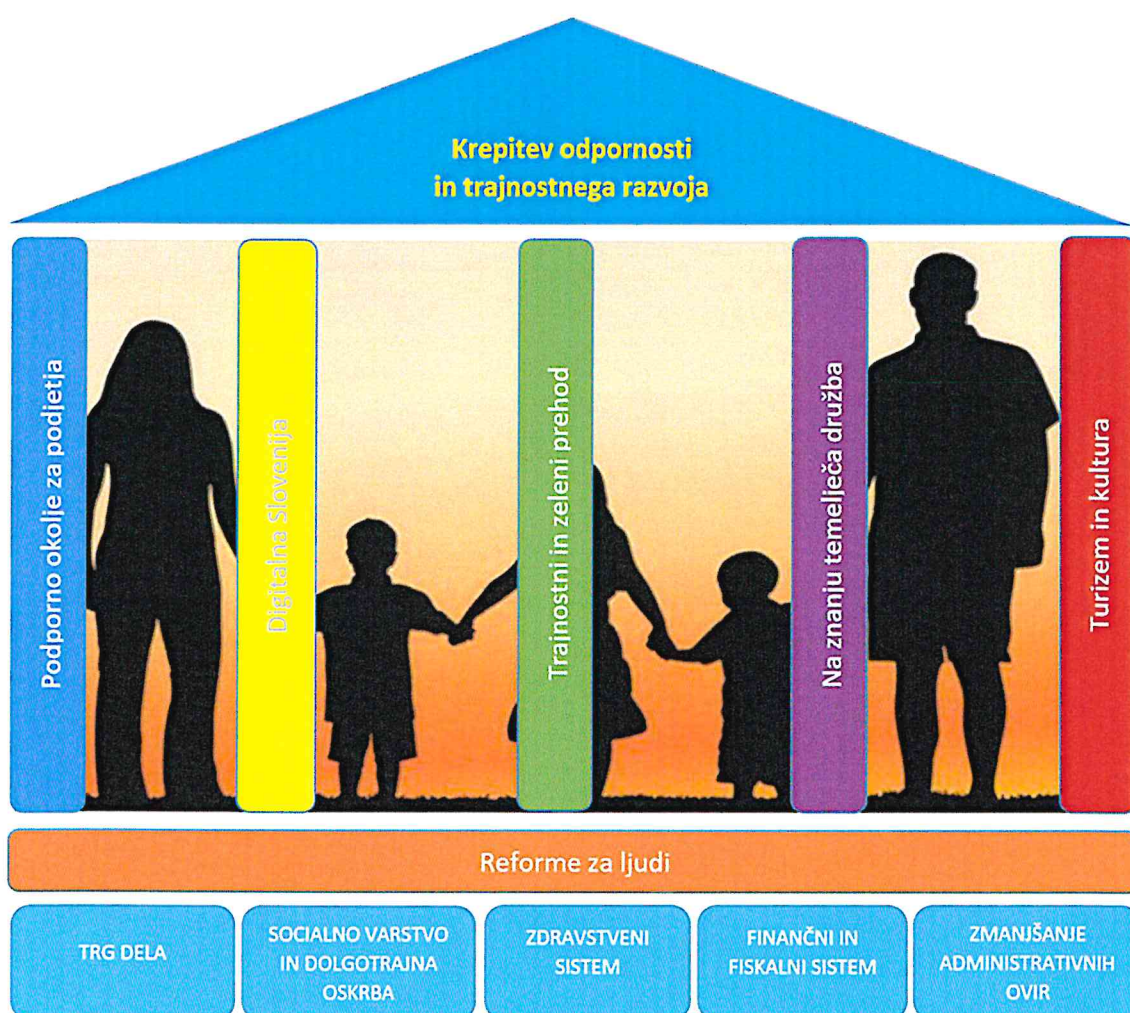 Krepitev odpornosti
in trajnostnega razvoja
Podporno okolje za podjetja
Digitalna Slovenija
Trajnostni in zeleni prehod
Na znanju temelječa družba
Turizem in kultura
Reforme za ljudi
TRG DELA
SOCIALNO VARSTVO
IN DOLGOTRAJNA
OSKRBA
ZDRAVSTVENI
SISTEM
FINANČNI IN
FISKALNI SISTEM
ZMANJŠANJE
ADMINISTRATIVNIH
OVIR